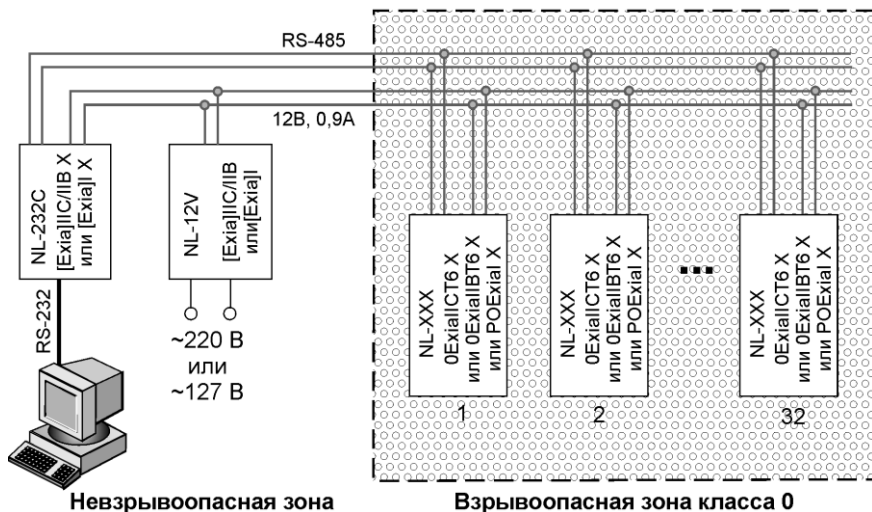 RS-485
12В, 0,9А
NL-232C
[Exia]IIC/IIB X
или [Exia]I X
NL-12V
[Exia]IIC/IIB
или[Exia]I
RS-232
~220 В
или
~127 В
NL-XXX
0ExiaIICT6 X
или 0ExiaIIBT6 X
или POExiaI X
1
NL-XXX
0ExiaIICT6 X
или 0ExiaIIBT6 X
или POExiaI X
2
NL-XXX
0ExiaIICT6 X
или 0ExiaIIBT6 X
или POExiaI X
32
Невзрывоопасная зона
Взрывоопасная зона класса 0